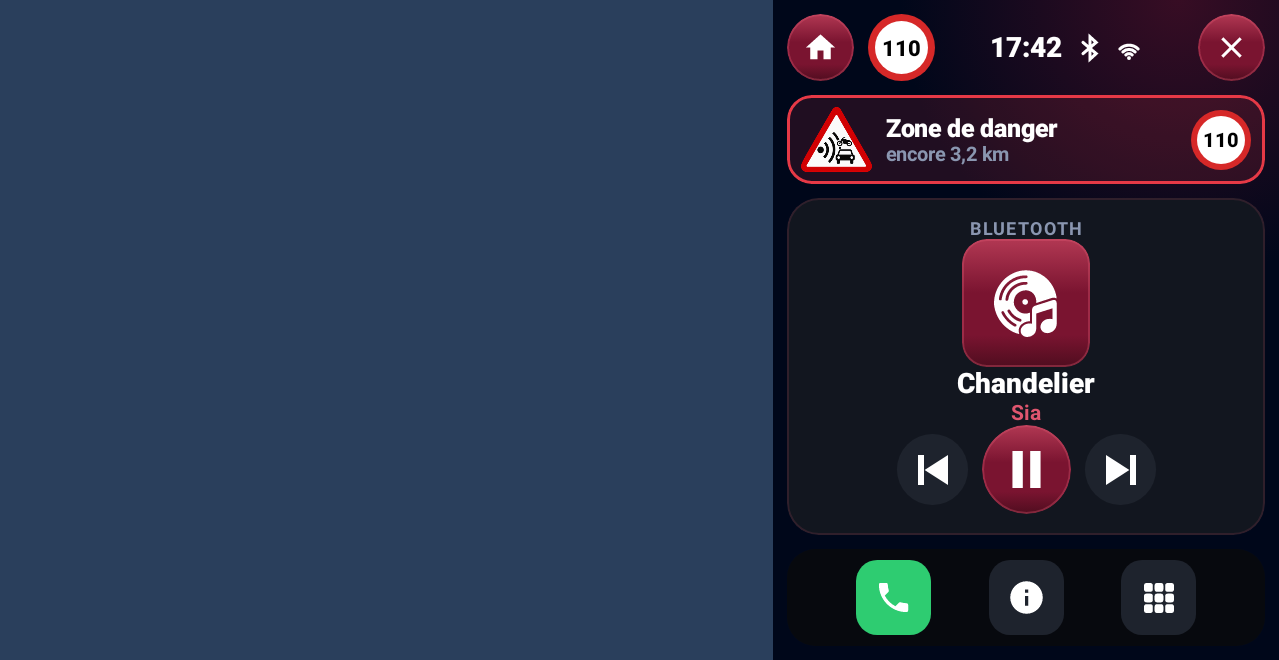 110
17:42
Zone de danger
encore 3,2 km
110
BLUETOOTH
Chandelier
Sia